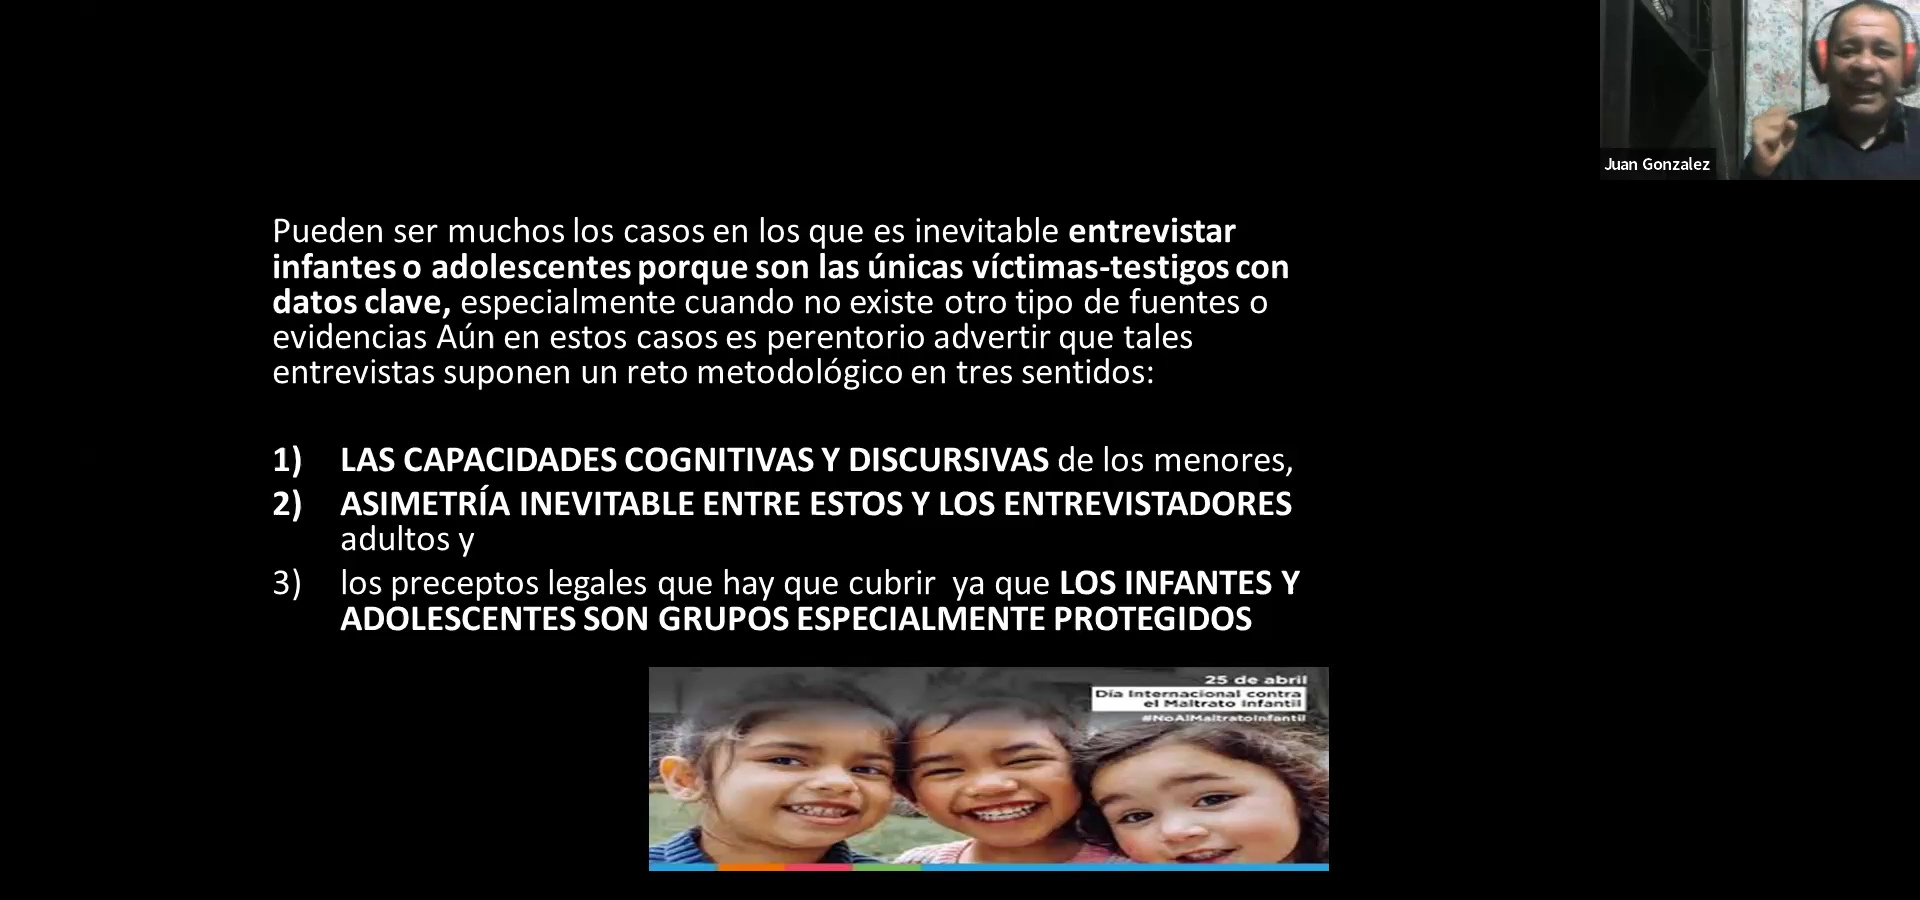 Juan Gonzalez
Pueden ser muchos los casos en los que es inevitable entrevistar
infantes o adolescentes porque son las únicas víctimas-testigos con
datos clave, especialmente cuando no existe otro tipo de fuentes o
evidencias Aún en estos casos es perentorio advertir que tales
entrevistas suponen un reto metodológico en tres sentidos:
1) LAS CAPACIDADES COGNITIVAS Y DISCURSIVAS de los menores,
2) ASIMETRÍA INEVITABLE ENTRE ESTOS Y LOS ENTREVISTADORES
adultos y
3) los preceptos legales que hay que cubrir ya que LOS INFANTES Y
ADOLESCENTES SON GRUPOS ESPECIALMENTE PROTEGIDOS
25 de abril
Día Internacional contra
el Maltrato Infantil
#NoAlMaltratoInfantil